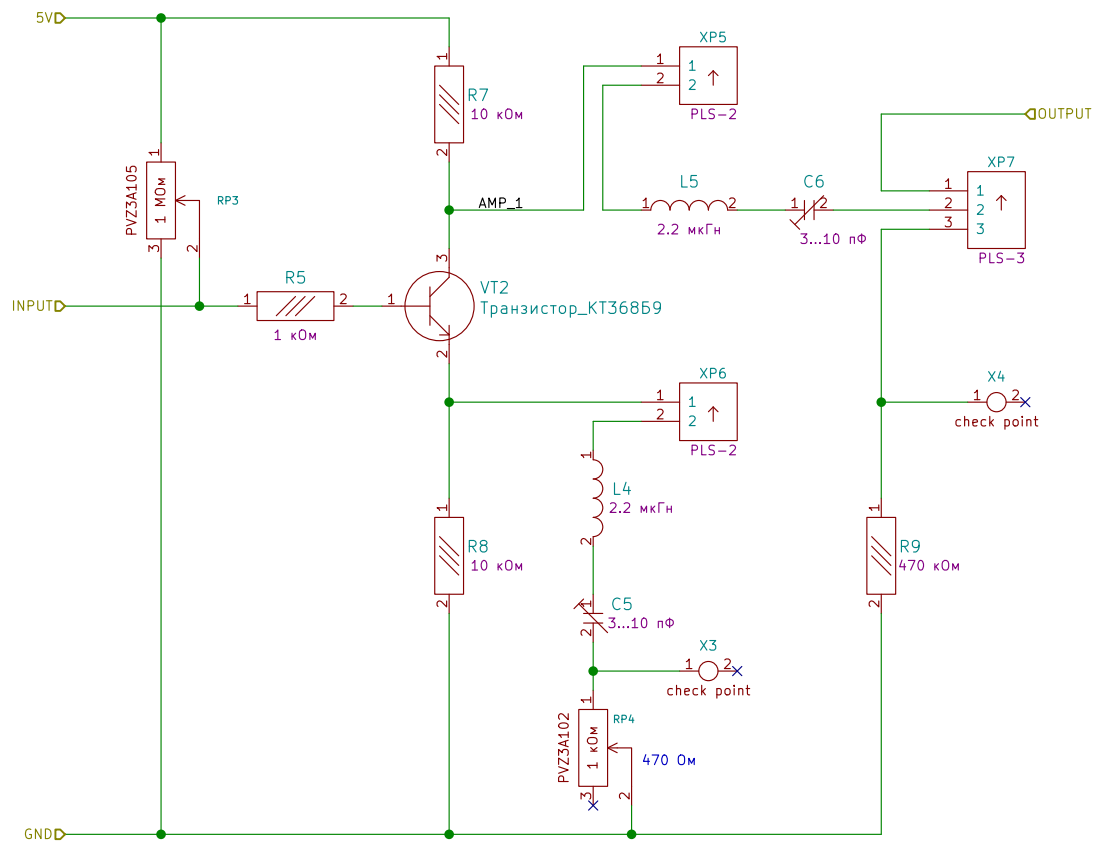 5V
XP5
1
1
2
2
PLS-2
1
R7
10 кОм
2
OUTPUT
XP7
1
1
2
2
3
3
PLS-3
1
PVZ3A105
1 МОм
RP3
3
2
AMP_1
L5
1
2
2.2 мкГн
C6
1
2
3...10 пФ
3
INPUT
R5
1
2
1 кОм
1
VT2
Транзистор_КТ368Б9
2
XP6
1
1
2
2
PLS-2
X4
1
2
check point
1
L4
2.2 мкГн
2
1
R8
10 кОм
2
1
R9
470 кОм
2
1
C5
3...10 пФ
2
X3
1
2
check point
1
RP4
PVZ3A102
1 кОм
470 Ом
3
2
GND